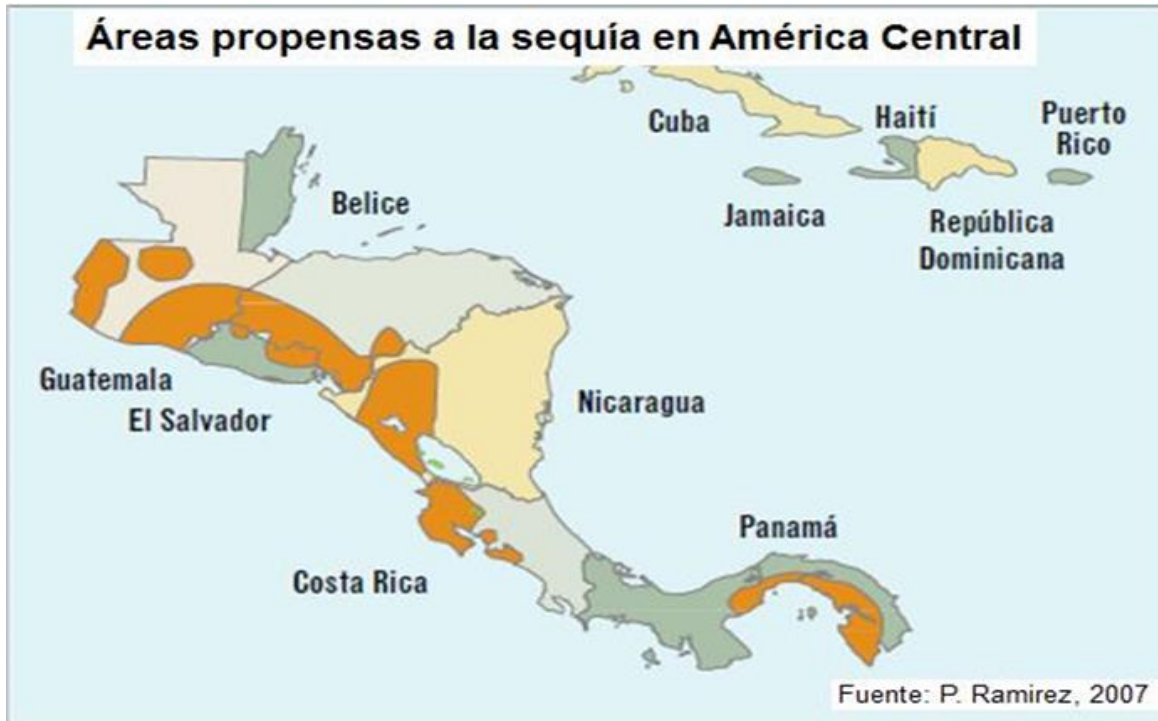 Áreas propensas a la sequía en América Central
Cuba
Haití
Puerto
Rico
Jamaica
República
Dominicana
Belice
Guatemala
El Salvador
Nicaragua
Costa Rica
Panamá
Fuente: P. Ramirez, 2007